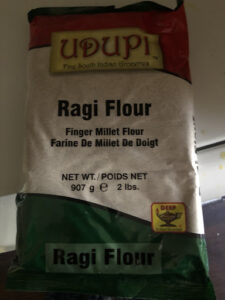 UDUPI
Fine South Indian Groceries
Ragi Flour
Finger Millet Flour
Farine De Millet De Doigt
NET WT./POIDS NET
907 g ℮ 2 lbs.
DEEP
Ragi Flour